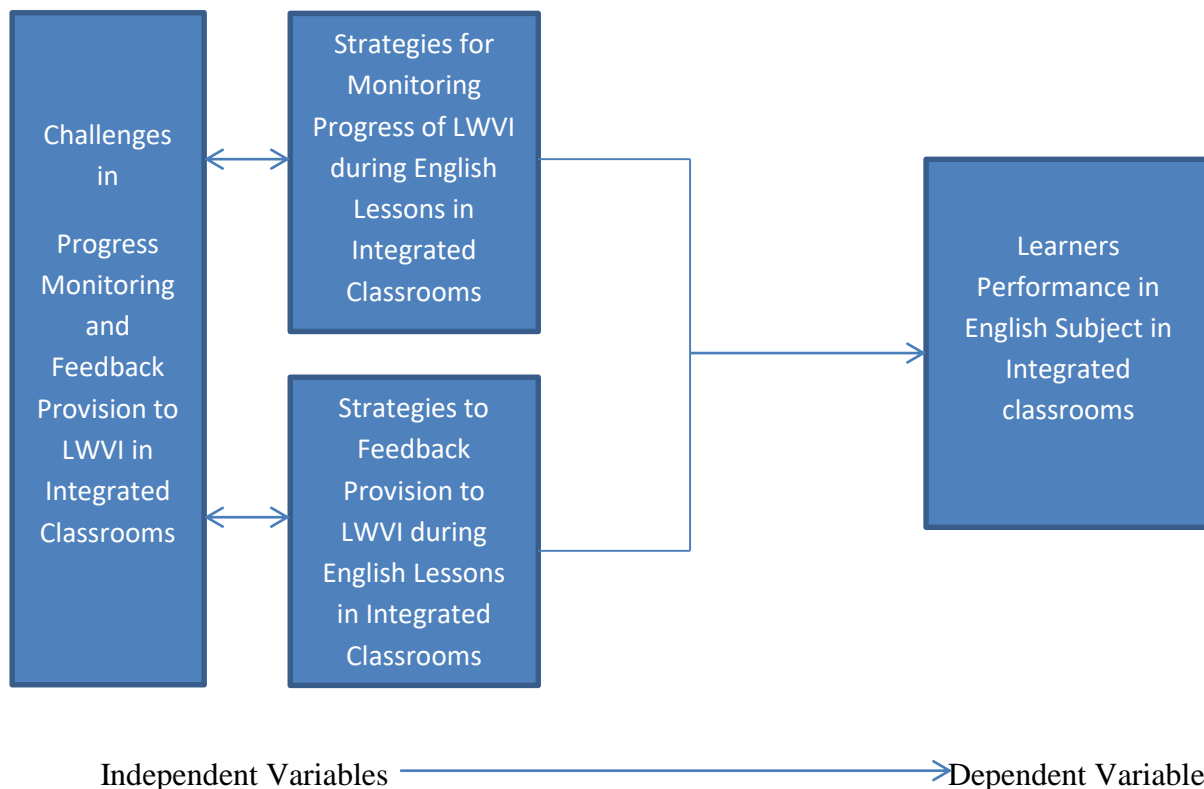 Challenges
in
Progress
Monitoring
and
Feedback
Provision to
LWVI in
Integrated
Classrooms
Strategies for
Monitoring
Progress of LWVI
during English
Lessons in
Integrated
Classrooms
Strategies to
Feedback
Provision to
LWVI during
English Lessons
in Integrated
Classrooms
Learners
Performance in
English Subject in
Integrated
classrooms
Independent Variables Dependent Variable